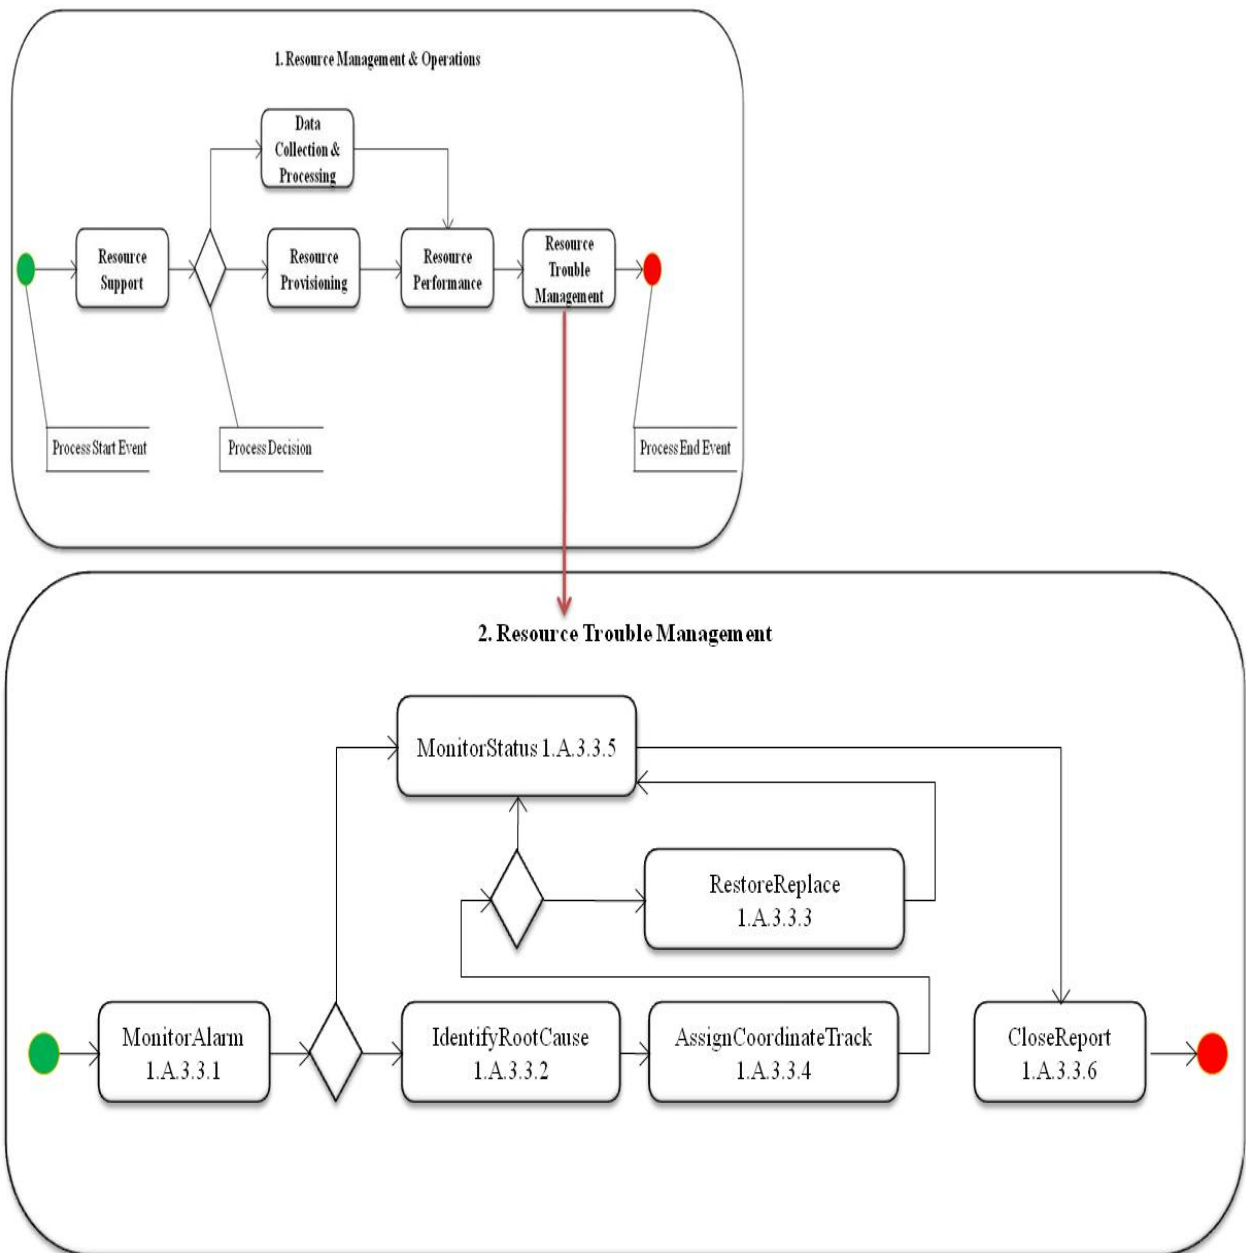 1. Resource Management & Operations
Data
Collection &
Processing
Resource
Support
Resource
Provisioning
Resource
Performance
Resource
Trouble
Management
Process Start Event
Process Decision
Process End Event
2. Resource Trouble Management
MonitorStatus 1.A.3.3.5
RestoreReplace
1.A.3.3.3
MonitorAlarm
1.A.3.3.1
IdentifyRootCause
1.A.3.3.2
AssignCoordinateTrack
1.A.3.3.4
CloseReport
1.A.3.3.6